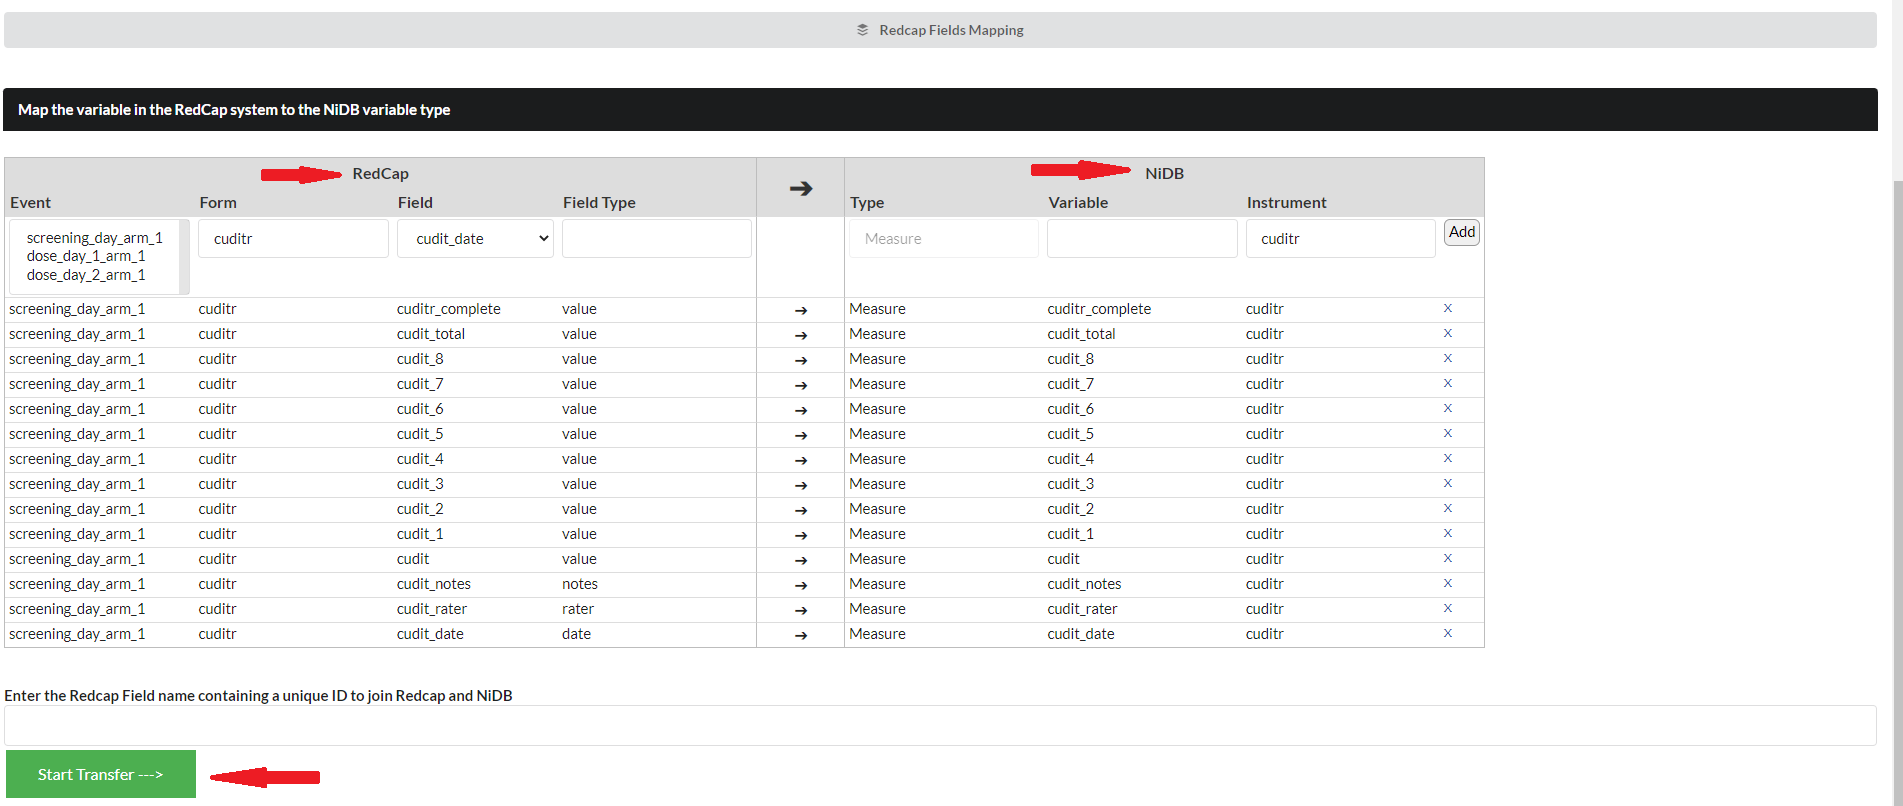 Redcap Fields Mapping
Map the variable in the RedCap system to the NiDB variable type
RedCap ➔ NiDB
Event Form Field Field Type Type Variable Instrument
screening_day_arm_1 cuditr cudit_date Measure cuditr Add
dose_day_1_arm_1
dose_day_2_arm_1
screening_day_arm_1 cuditr cuditr_complete value ➔ Measure cuditr_complete cuditr X
screening_day_arm_1 cuditr cudit_total value ➔ Measure cudit_total cuditr X
screening_day_arm_1 cuditr cudit_8 value ➔ Measure cudit_8 cuditr X
screening_day_arm_1 cuditr cudit_7 value ➔ Measure cudit_7 cuditr X
screening_day_arm_1 cuditr cudit_6 value ➔ Measure cudit_6 cuditr X
screening_day_arm_1 cuditr cudit_5 value ➔ Measure cudit_5 cuditr X
screening_day_arm_1 cuditr cudit_4 value ➔ Measure cudit_4 cuditr X
screening_day_arm_1 cuditr cudit_3 value ➔ Measure cudit_3 cuditr X
screening_day_arm_1 cuditr cudit_2 value ➔ Measure cudit_2 cuditr X
screening_day_arm_1 cuditr cudit_1 value ➔ Measure cudit_1 cuditr X
screening_day_arm_1 cuditr cudit value ➔ Measure cudit cuditr X
screening_day_arm_1 cuditr cudit_notes notes ➔ Measure cudit_notes cuditr X
screening_day_arm_1 cuditr cudit_rater rater ➔ Measure cudit_rater cuditr X
screening_day_arm_1 cuditr cudit_date date ➔ Measure cudit_date cuditr X
Enter the Redcap Field name containing a unique ID to join Redcap and NiDB
Start Transfer --->